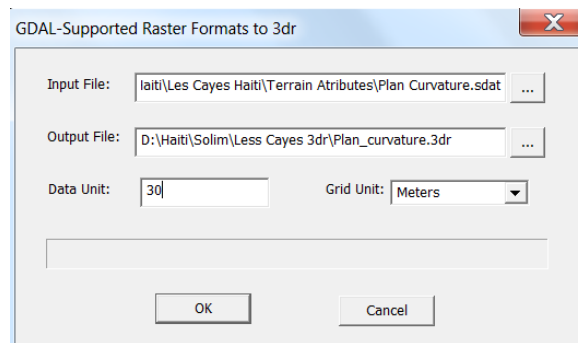 GDAL-Supported Raster Formats to 3dr
Input File: laiti\Les Cayes Haiti\Terrain Atributes\Plan Curvature.sdat ...
Output File: D:\Haiti\Solim\Less Cayes 3dr\Plan_curvature.3dr ...
Data Unit: 30 Grid Unit: Meters
OK Cancel